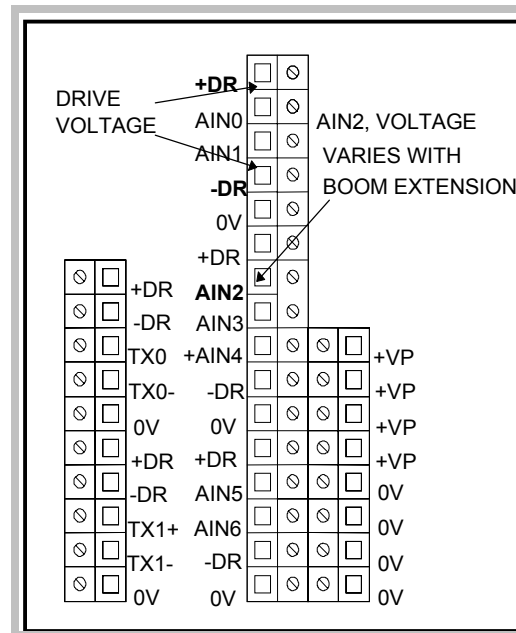 DRIVE
VOLTAGE
+DR
AIN0
AIN1
-DR
0V
+DR
AIN2
AIN3
+AIN4
-DR
0V
+DR
AIN5
AIN6
-DR
0V
AIN2, VOLTAGE
VARIES WITH
BOOM EXTENSION
+DR
-DR
TX0
TX0-
0V
+DR
-DR
TX1+
TX1-
0V
+VP
+VP
+VP
+VP
0V
0V
0V
0V